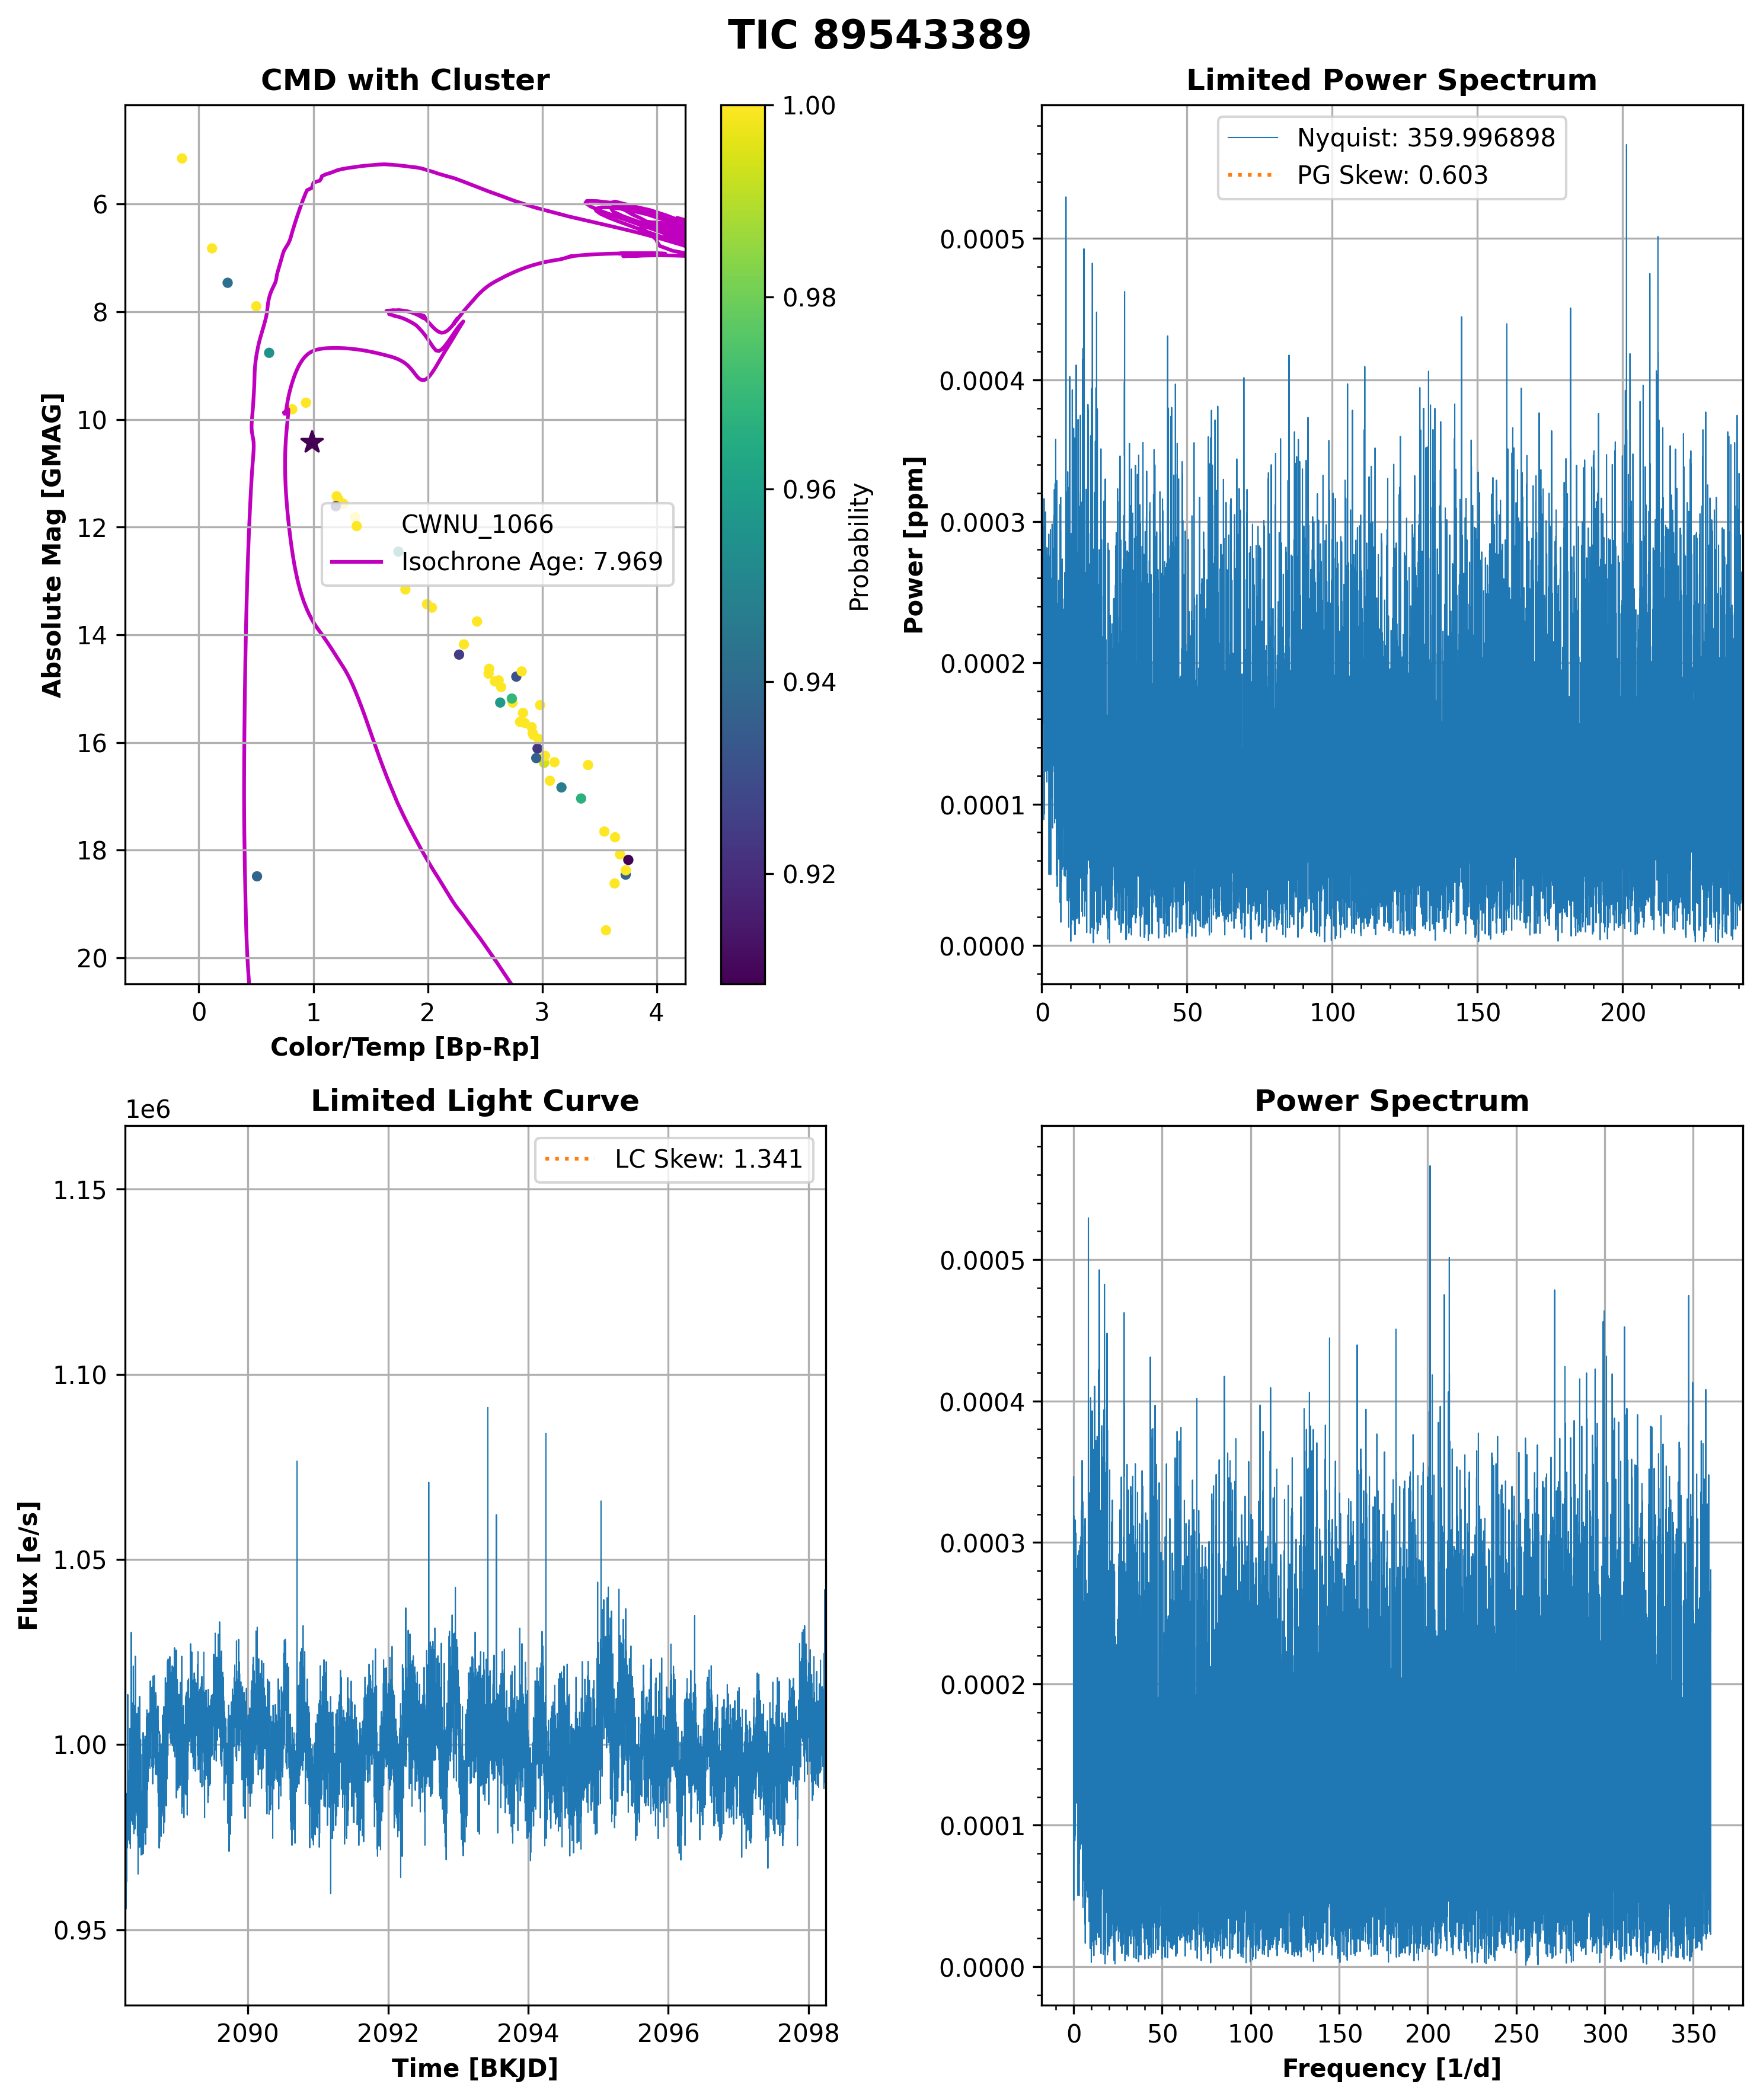 TIC 89543389
CMD with Cluster
Absolute Mag [GMAG]
6
8
10
12
14
16
18
20
0
1
2
3
4
Color/Temp [Bp-Rp]
CWNU_1066
Isochrone Age: 7.969
1.00
0.98
0.96
0.94
0.92
Probability
Limited Power Spectrum
Nyquist: 359.996898
PG Skew: 0.603
Power [ppm]
0.0005
0.0004
0.0003
0.0002
0.0001
0.0000
0
50
100
150
200
Limited Light Curve
1e6
LC Skew: 1.341
Flux [e/s]
1.15
1.10
1.05
1.00
0.95
2090
2092
2094
2096
2098
Time [BKJD]
Power Spectrum
0.0005
0.0004
0.0003
0.0002
0.0001
0.0000
0
50
100
150
200
250
300
350
Frequency [1/d]